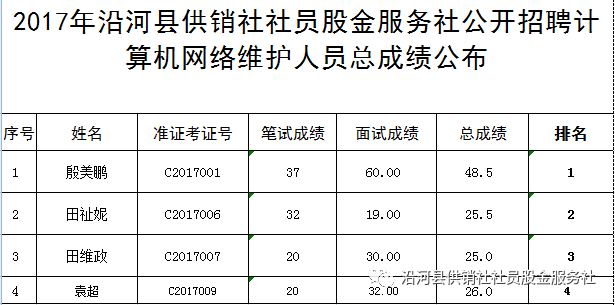 2017年沿河县供销社社员股金服务社公开招聘计
算机网络维护人员总成绩公布
序号 姓名 准证考证号 笔试成绩 面试成绩 总成绩 排名
1 殷美鹏 C2017001 37 60.00 48.5 1
2 田祉妮 C2017006 32 19.00 25.5 2
3 田维政 C2017007 20 30.00 25.0 3
4 袁超 C2017009 20 32.00 26.0 4
沿河县供销社社员股金服务社